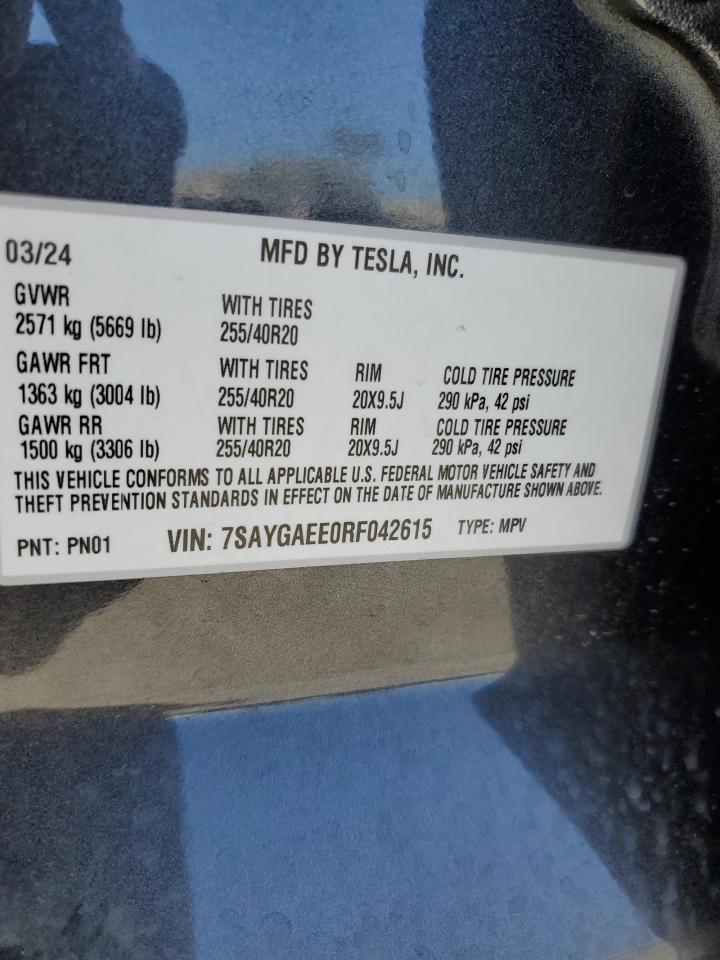 03/24 MFD BY TESLA, INC.
GVWR WITH TIRES
2571 kg (5669 lb) 255/40R20
GAWR FRT WITH TIRES RIM COLD TIRE PRESSURE
1363 kg (3004 lb) 255/40R20 20X9.5J 290 kPa, 42 psi
GAWR RR WITH TIRES RIM COLD TIRE PRESSURE
1500 kg (3306 lb) 255/40R20 20X9.5J 290 kPa, 42 psi
THIS VEHICLE CONFORMS TO ALL APPLICABLE U.S. FEDERAL MOTOR VEHICLE SAFETY AND
THEFT PREVENTION STANDARDS IN EFFECT ON THE DATE OF MANUFACTURE SHOWN ABOVE.
PNT: PN01 VIN: 7SAYGAEE0RF042615 TYPE: MPV